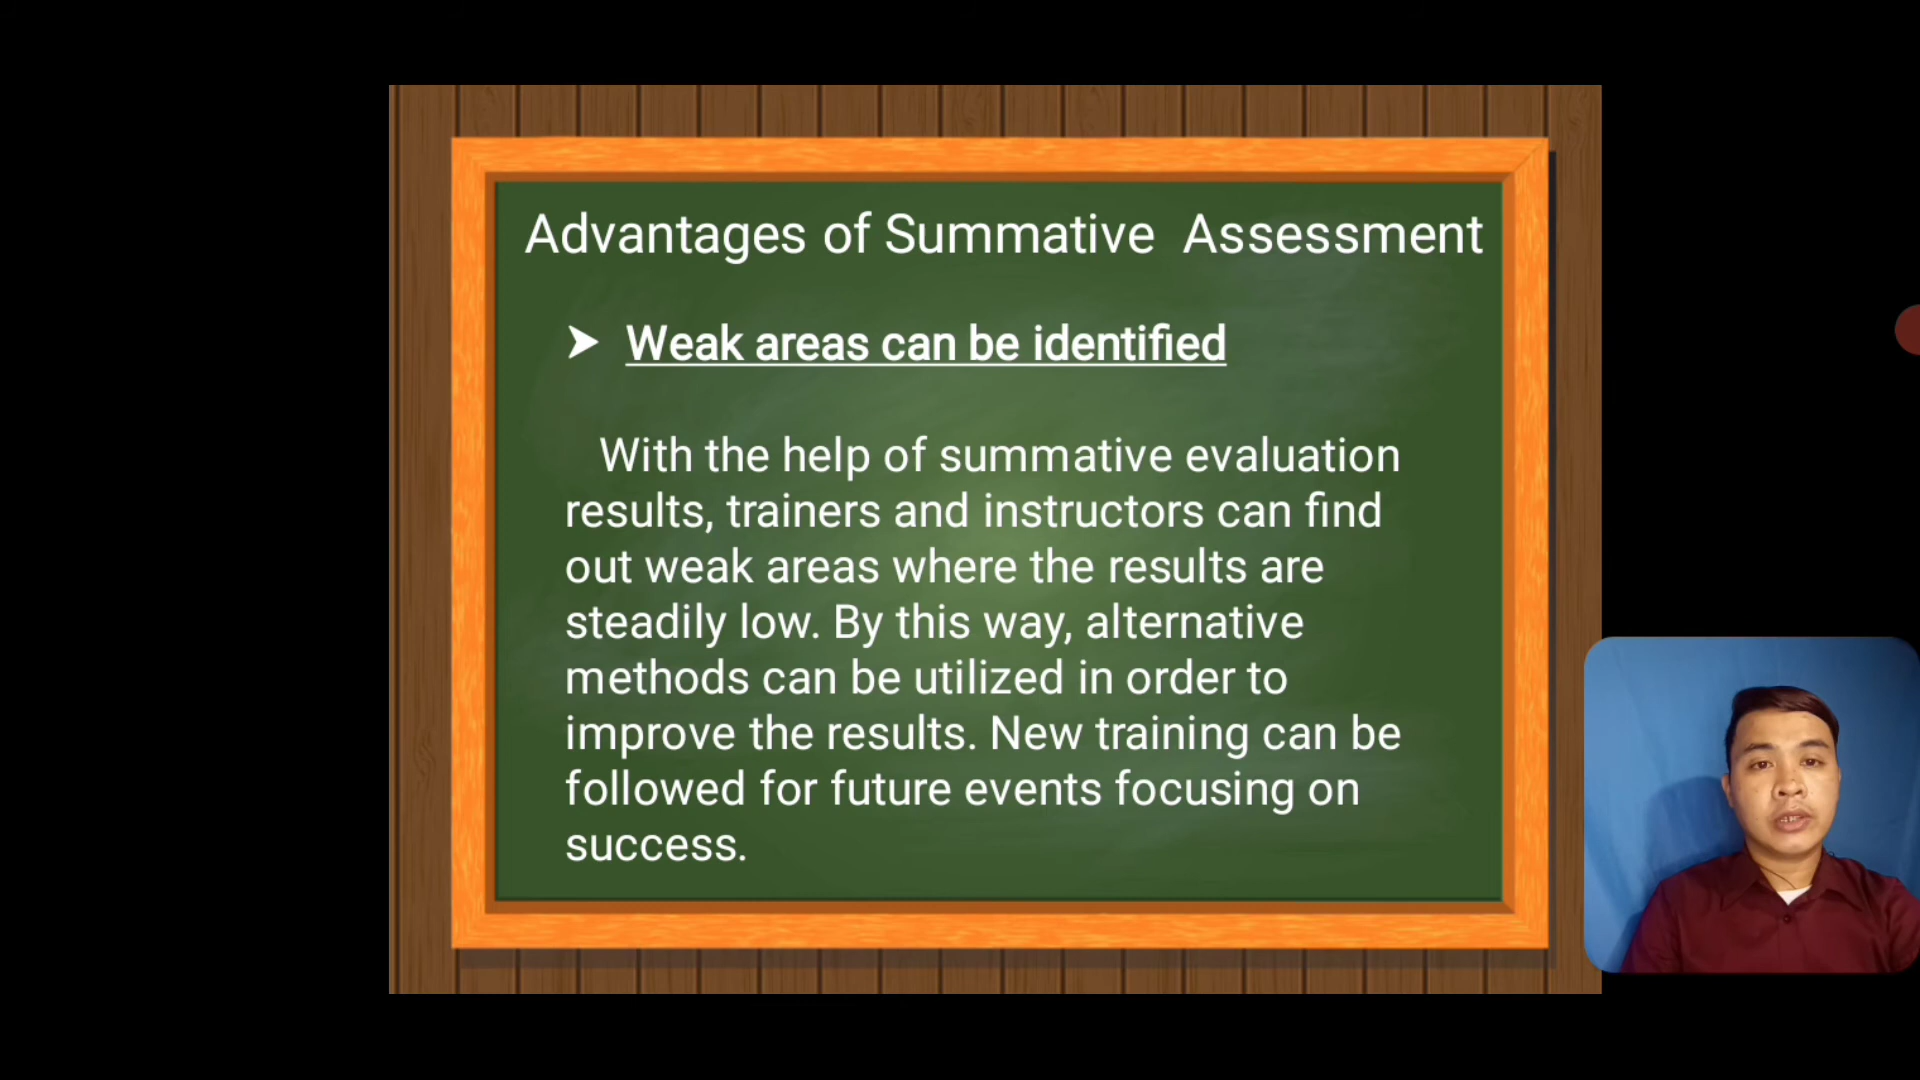 Advantages of Summative Assessment
➤ Weak areas can be identified
With the help of summative evaluation
results, trainers and instructors can find
out weak areas where the results are
steadily low. By this way, alternative
methods can be utilized in order to
improve the results. New training can be
followed for future events focusing on
success.